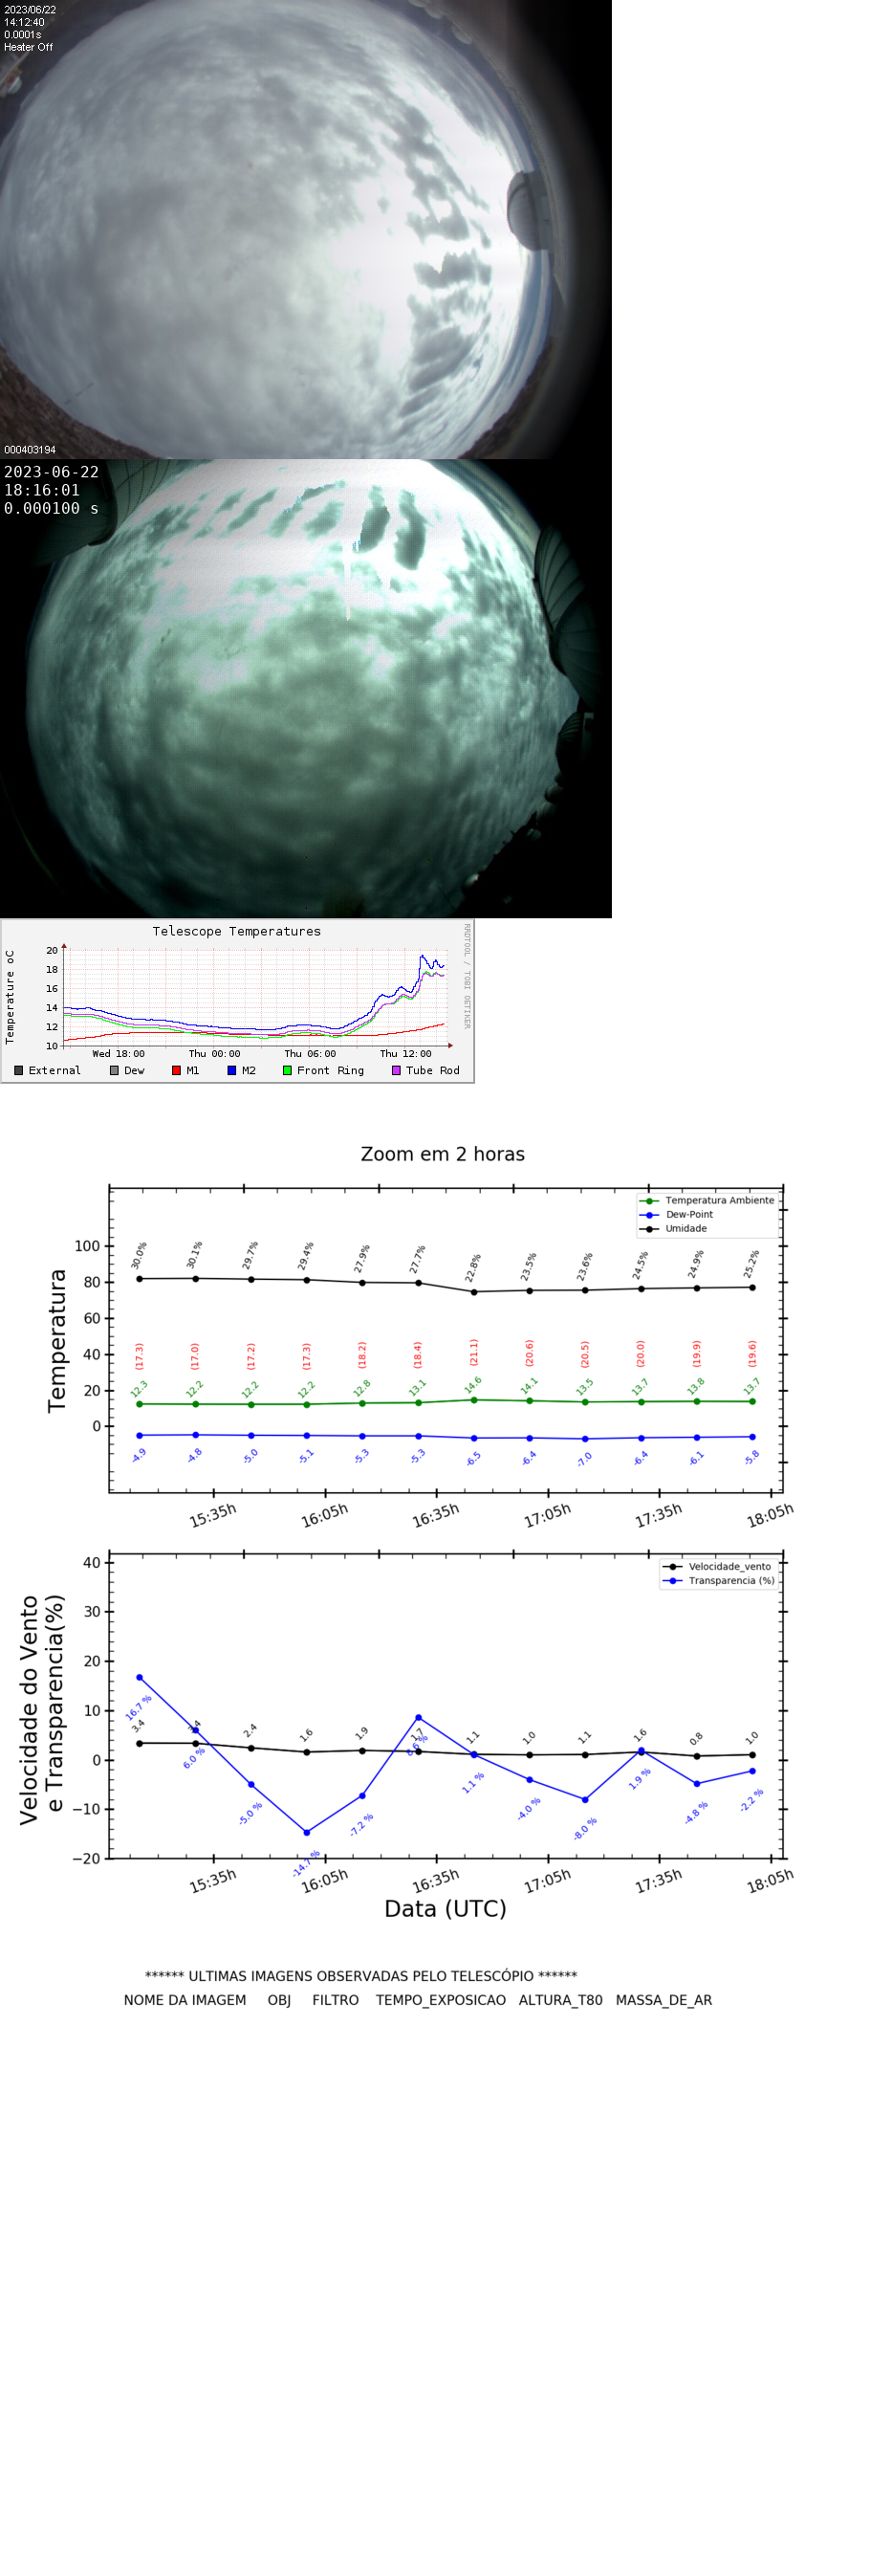 2023/06/22
14:12:40
0.0001s
Heater Off
000403194
2023-06-22
18:16:01
0.000100 s
Telescope Temperatures
RRDTOOL / TOBI OETIKER
Temperature oC
20
18
16
14
12
10
Wed 18:00 Thu 00:00 Thu 06:00 Thu 12:00
External Dew M1 M2 Front Ring Tube Rod
Zoom em 2 horas
Temperatura Ambiente
Dew-Point
Umidade
Temperatura
100
80
60
40
20
0
30.0% 30.1% 29.7% 29.4% 27.9% 27.7% 22.8% 23.5% 23.6% 24.5% 24.9% 25.2%
(17.3) (17.0) (17.2) (17.3) (18.2) (18.4) (21.1) (20.6) (20.5) (20.0) (19.9) (19.6)
12.3 12.2 12.2 12.2 12.8 13.1 14.6 14.1 13.5 13.7 13.8 13.7
-4.9 -4.8 -5.0 -5.1 -5.3 -5.3 -6.5 -6.4 -7.0 -6.4 -6.1 -5.8
15:35h 16:05h 16:35h 17:05h 17:35h 18:05h
Velocidade_vento
Transparencia (%)
Velocidade do Vento
e Transparencia(%)
40
30
20
10
0
−10
−20
3.4 3.4 2.4 1.6 1.9 1.7 1.1 1.0 1.1 1.6 0.8 1.0
16.7 % 6.0 % -5.0 % -14.7 % -7.2 % 8.6 % 1.1 % -4.0 % -8.0 % 1.9 % -4.8 % -2.2 %
15:35h 16:05h 16:35h 17:05h 17:35h 18:05h
Data (UTC)
****** ULTIMAS IMAGENS OBSERVADAS PELO TELESCÓPIO ******
NOME DA IMAGEM OBJ FILTRO TEMPO_EXPOSICAO ALTURA_T80 MASSA_DE_AR